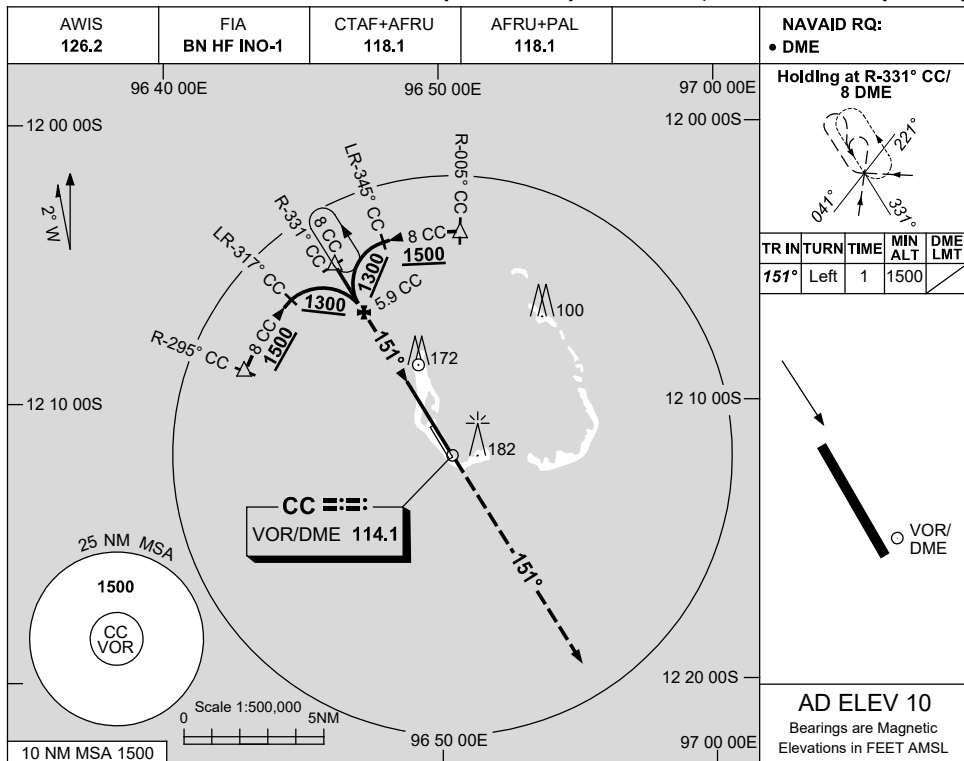 AWIS
126.2
FIA
BN HF INO-1
CTAF+AFRU
118.1
AFRU+PAL
118.1
NAVAID RQ:
• DME
96 40 00E
96 50 00E
97 00 00E
12 00 00S
12 00 00S
2° W
R-005° CC
LR-345° CC
8 CC
1500
R-331° CC
8 CC
1300
LR-317° CC
1300
5.9 CC
R-295° CC
8 CC
1500
151°
100
172
12 10 00S
12 10 00S
182
CC
VOR/DME 114.1
151°
25 NM MSA
1500
CC
VOR
Scale 1:500,000
0
5NM
12 20 00S
10 NM MSA 1500
96 50 00E
97 00 00E
Holding at R-331° CC/
8 DME
221°
041°
331°
TR IN TURN TIME MIN ALT DME LMT
151° Left 1 1500
VOR/
DME
AD ELEV 10
Bearings are Magnetic
Elevations in FEET AMSL